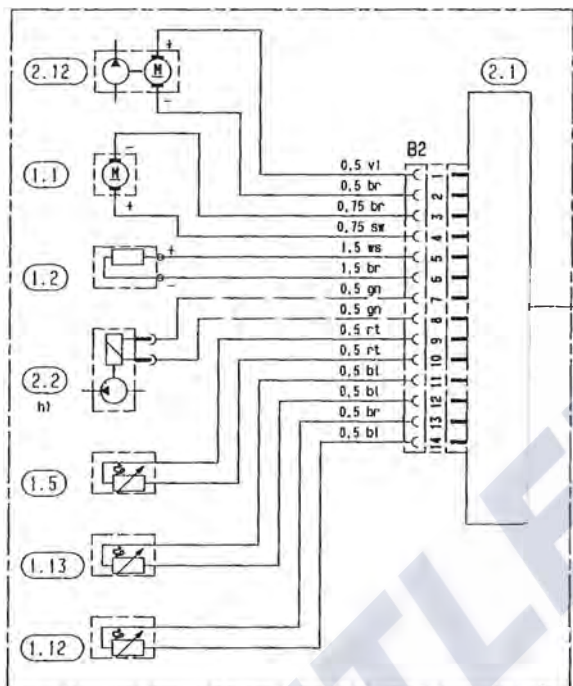 2.12
+
M
-
2.1
B2
1.1
-
M
+
0,5 vi 1
0,5 br 2
0,75 br 3
0,75 sw 4
1,5 ws 5
1,5 br 6
0,5 gn 7
0,5 gn 8
0,5 rt 9
0,5 rt 10
0,5 bl 11
0,5 bl 12
0,5 br 13
0,5 bl 14
1.2
+
-
2.2
h)
1.5
1.13
1.12